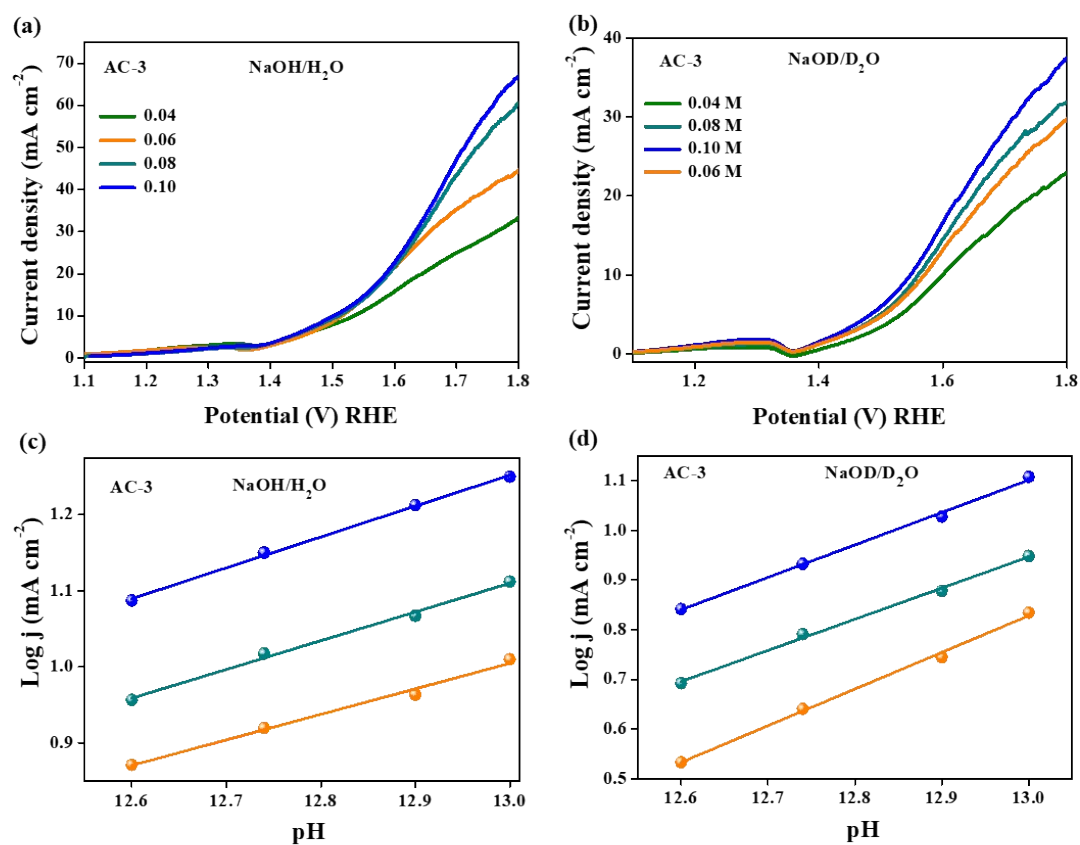 (a)
AC-3 NaOH/H₂O
0.04
0.06
0.08
0.10
70
60
50
40
30
20
10
0
1.1 1.2 1.3 1.4 1.5 1.6 1.7 1.8
Current density (mA cm⁻²)
Potential (V) RHE
(b)
AC-3 NaOD/D₂O
0.04 M
0.08 M
0.10 M
0.06 M
40
30
20
10
0
1.2 1.4 1.6 1.8
Current density (mA cm⁻²)
Potential (V) RHE
(c)
AC-3 NaOH/H₂O
1.2
1.1
1.0
0.9
12.6 12.7 12.8 12.9 13.0
Log j (mA cm⁻²)
pH
(d)
AC-3 NaOD/D₂O
1.1
1.0
0.9
0.8
0.7
0.6
0.5
12.6 12.7 12.8 12.9 13.0
Log j (mA cm⁻²)
pH